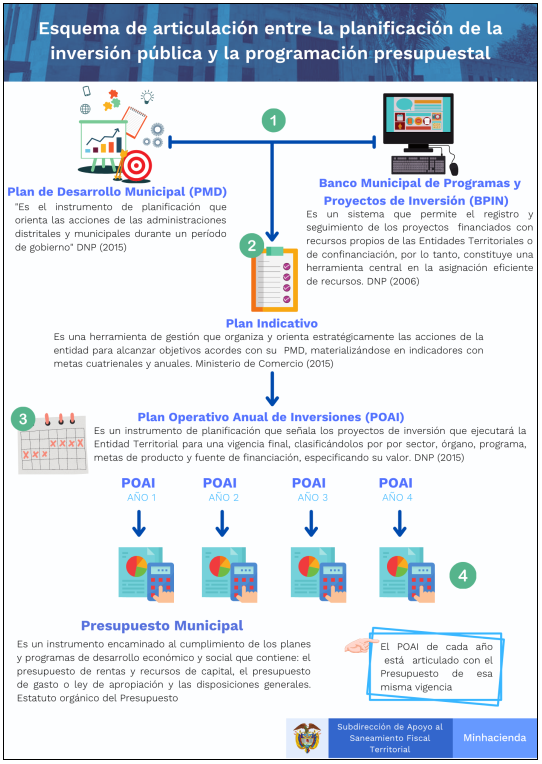 Esquema de articulación entre la planificación de la
inversión pública y la programación presupuestal
1
Plan de Desarrollo Municipal (PMD)
"Es el instrumento de planificación que
orienta las acciones de las administraciones
distritales y municipales durante un período
de gobierno" DNP (2015)
Banco Municipal de Programas y
Proyectos de Inversión (BPIN)
Es un sistema que permite el registro y
seguimiento de los proyectos financiados con
recursos propios de las Entidades Territoriales o
de confinanciación, por lo tanto, constituye una
herramienta central en la asignación eficiente
de recursos. DNP (2006)
2
Plan Indicativo
Es una herramienta de gestión que organiza y orienta estratégicamente las acciones de la
entidad para alcanzar objetivos acordes con su PMD, materializándose en indicadores con
metas cuatrienales y anuales. Ministerio de Comercio (2015)
3
Plan Operativo Anual de Inversiones (POAI)
Es un instrumento de planificación que señala los proyectos de inversión que ejecutará la
Entidad Territorial para una vigencia final, clasificándolos por por sector, órgano, programa,
metas de producto y fuente de financiación, especificando su valor. DNP (2015)
POAI POAI POAI POAI
AÑO 1 AÑO 2 AÑO 3 AÑO 4
4
Presupuesto Municipal
Es un instrumento encaminado al cumplimiento de los planes
y programas de desarrollo económico y social que contiene: el
presupuesto de rentas y recursos de capital, el presupuesto
de gasto o ley de apropiación y las disposiciones generales.
Estatuto orgánico del Presupuesto
El POAI de cada año
está articulado con el
Presupuesto de esa
misma vigencia
Subdirección de Apoyo al
Saneamiento Fiscal
Territorial
Minhacienda